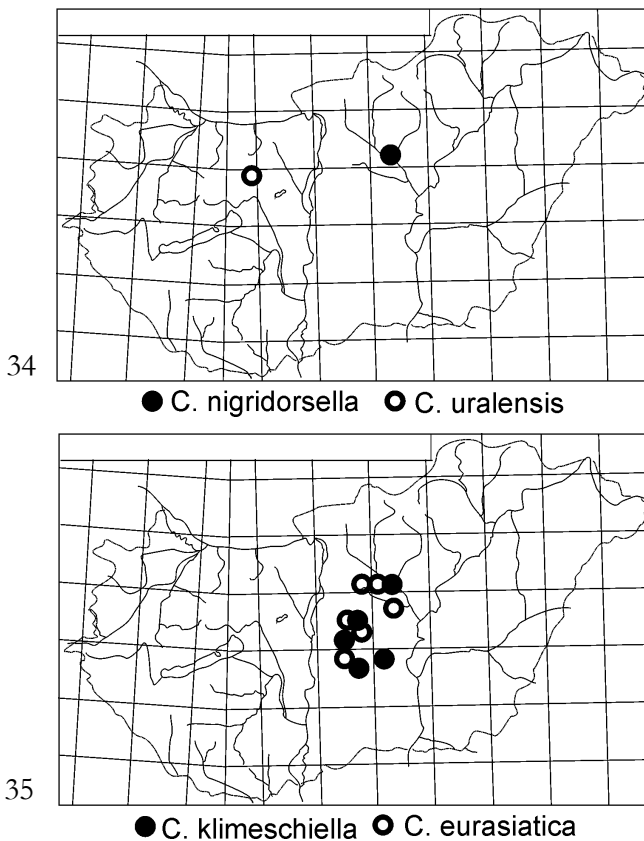 34
● C. nigridorsella ○ C. uralensis
35
● C. klimeschiella ○ C. eurasiatica